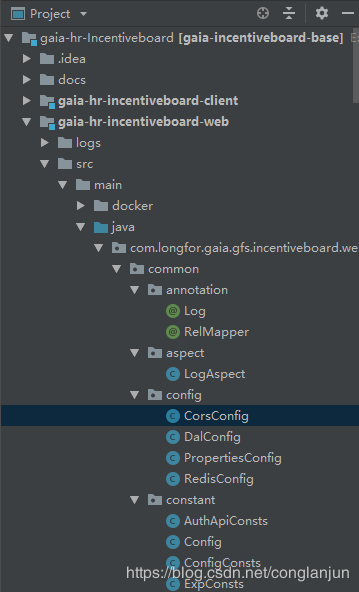 Project
gaia-hr-Incentiveboard [gaia-incentiveboard-base]
.idea
docs
gaia-hr-incentiveboard-client
gaia-hr-incentiveboard-web
logs
src
main
docker
java
com.longfor.gaia.gfs.incentiveboard.we
common
annotation
@ Log
@ RelMapper
aspect
C LogAspect
config
C CorsConfig
C DalConfig
C PropertiesConfig
C RedisConfig
constant
C AuthApiConsts
C Config
C ConfigConsts
C ExpConsts
https://blog.csdn.net/conglanjun